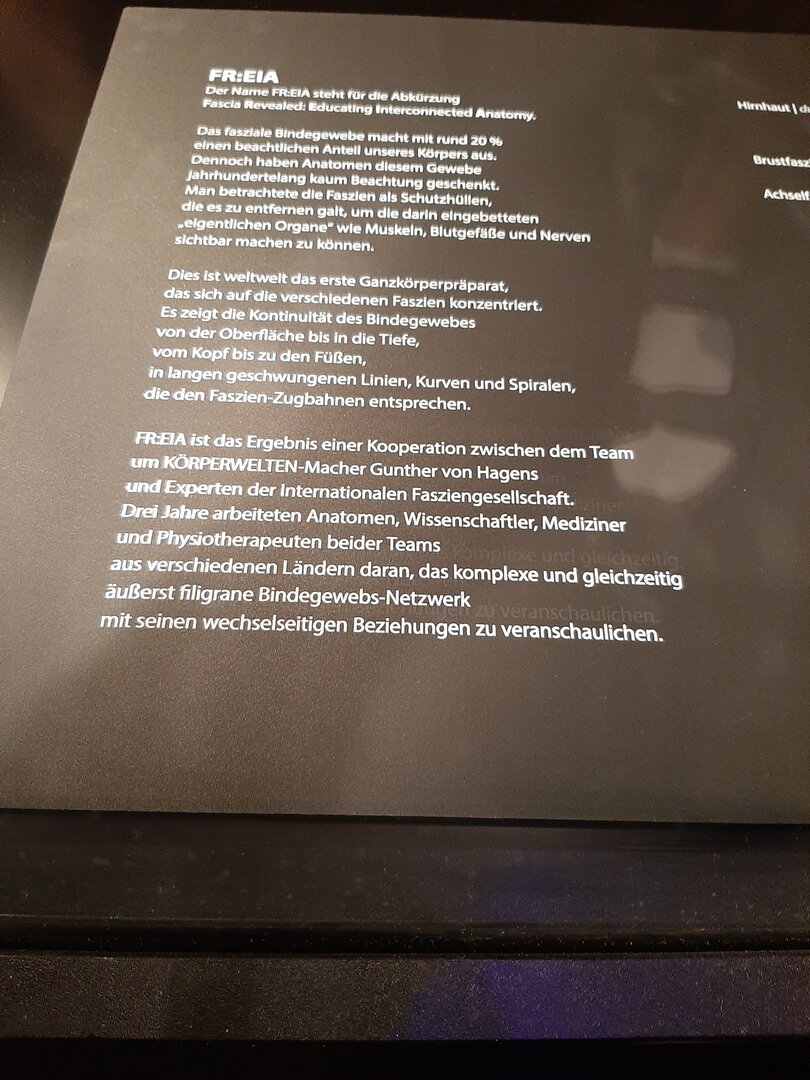 FR:EIA
Der Name FR:EIA steht für die Abkürzung
Fascia Revealed: Educating Interconnected Anatomy.
Das fasziale Bindegewebe macht mit rund 20 %
einen beachtlichen Anteil unseres Körpers aus.
Dennoch haben Anatomen diesem Gewebe
jahrhundertelang kaum Beachtung geschenkt.
Man betrachtete die Faszien als Schutzhüllen,
die es zu entfernen galt, um die darin eingebetteten
„eigentlichen Organe“ wie Muskeln, Blutgefäße und Nerven
sichtbar machen zu können.
Dies ist weltweit das erste Ganzkörperpräparat,
das sich auf die verschiedenen Faszien konzentriert.
Es zeigt die Kontinuität des Bindegewebes
von der Oberfläche bis in die Tiefe,
vom Kopf bis zu den Füßen,
in langen geschwungenen Linien, Kurven und Spiralen,
die den Faszien-Zugbahnen entsprechen.
FR:EIA ist das Ergebnis einer Kooperation zwischen dem Team
um KÖRPERWELTEN-Macher Gunther von Hagens
und Experten der Internationalen Fasziengesellschaft.
Drei Jahre arbeiteten Anatomen, Wissenschaftler, Mediziner
und Physiotherapeuten beider Teams
aus verschiedenen Ländern daran, das komplexe und gleichzeitig
äußerst filigrane Bindegewebs-Netzwerk
mit seinen wechselseitigen Beziehungen zu veranschaulichen.
Hirnhaut | du
Brustfasz
Achself